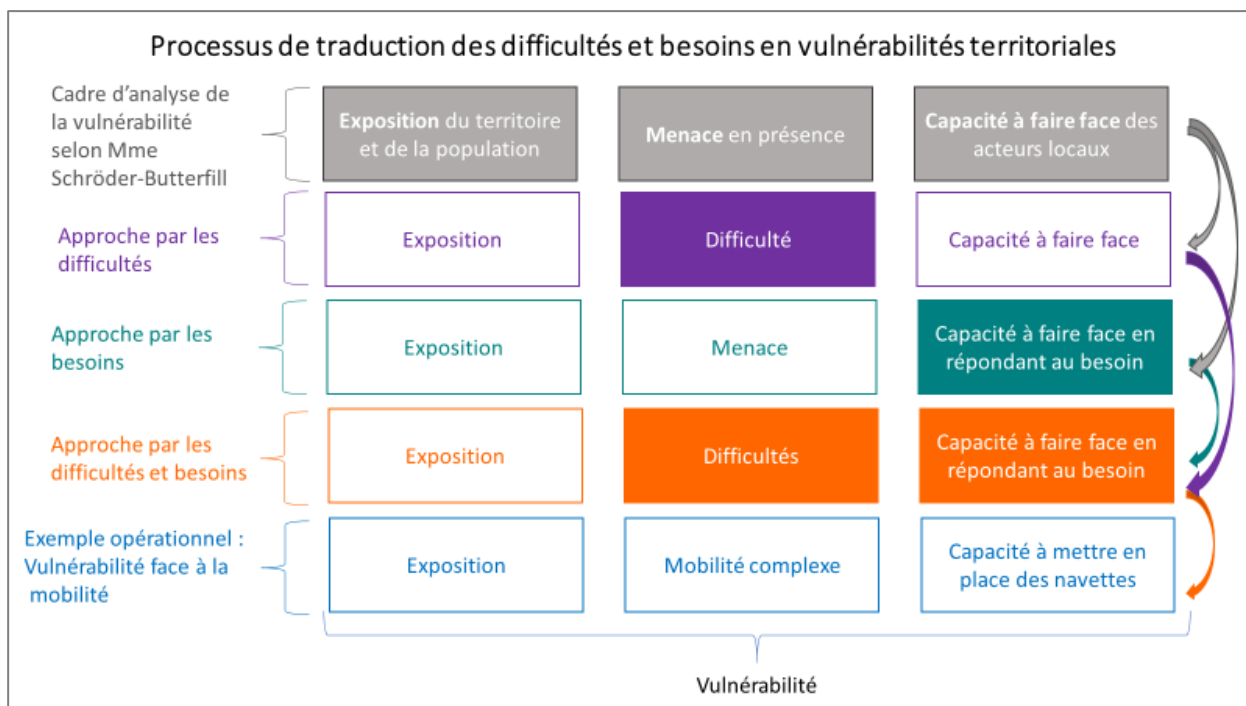 Processus de traduction des difficultés et besoins en vulnérabilités territoriales
Cadre d'analyse de
la vulnérabilité
selon Mme
Schröder-Butterfill
Exposition du territoire
et de la population
Menace en présence
Capacité à faire face des
acteurs locaux
Approche par les
difficultés
Exposition
Difficulté
Capacité à faire face
Approche par les
besoins
Exposition
Menace
Capacité à faire face en
répondant au besoin
Approche par les
difficultés et besoins
Exposition
Difficultés
Capacité à faire face en
répondant au besoin
Exemple opérationnel :
Vulnérabilité face à la
mobilité
Exposition
Mobilité complexe
Capacité à mettre en
place des navettes
Vulnérabilité